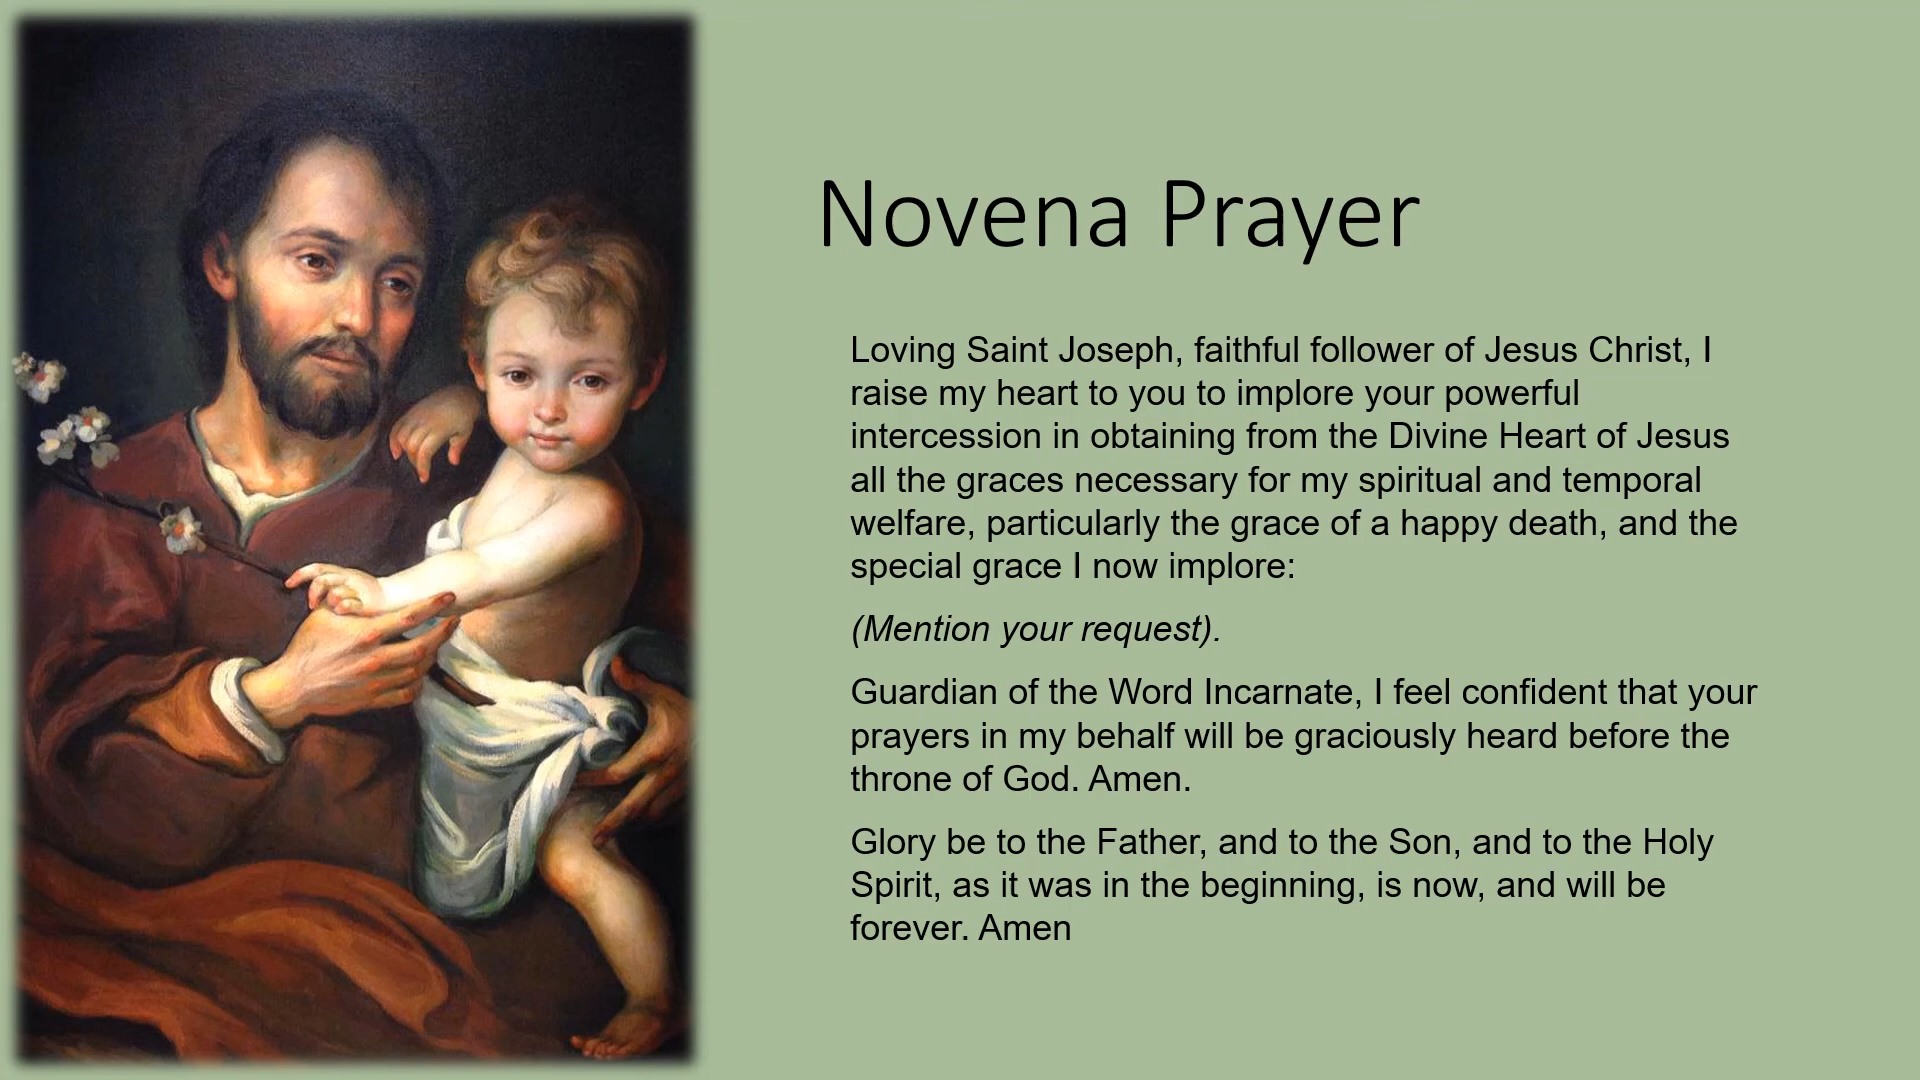 Novena Prayer
Loving Saint Joseph, faithful follower of Jesus Christ, I
raise my heart to you to implore your powerful
intercession in obtaining from the Divine Heart of Jesus
all the graces necessary for my spiritual and temporal
welfare, particularly the grace of a happy death, and the
special grace I now implore:
(Mention your request).
Guardian of the Word Incarnate, I feel confident that your
prayers in my behalf will be graciously heard before the
throne of God. Amen.
Glory be to the Father, and to the Son, and to the Holy
Spirit, as it was in the beginning, is now, and will be
forever. Amen